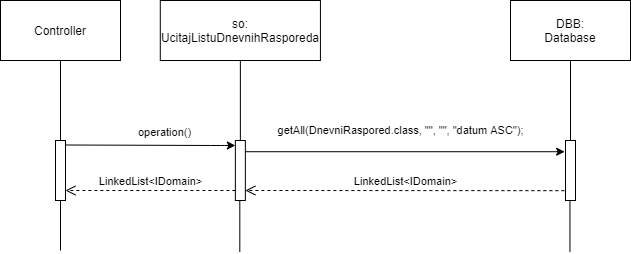 Controller
so:
UcitajListuDnevnihRasporeda
DBB:
Database
operation()
getAll(DnevniRaspored.class, "", "", "datum ASC");
LinkedList<IDomain>
LinkedList<IDomain>